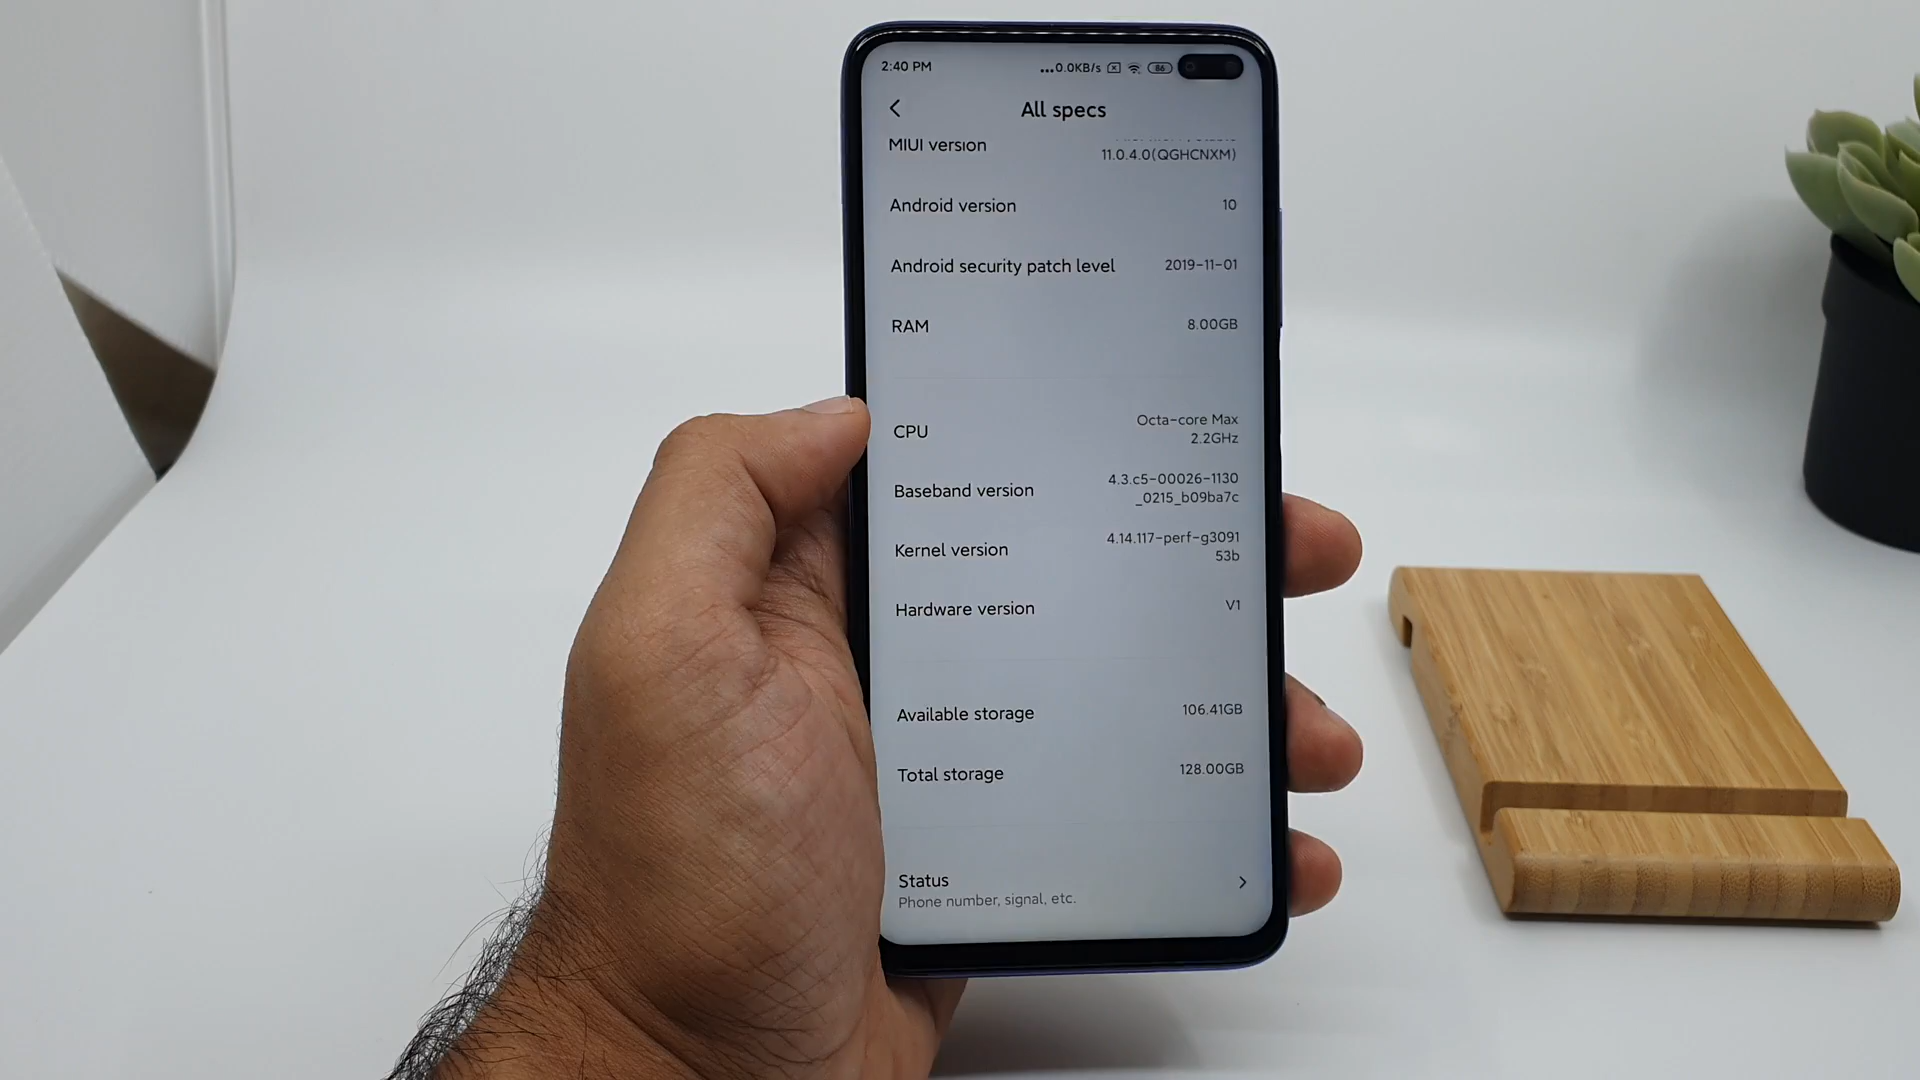 2:40 PM
...0.0KB/s
86
All specs
MIUI version
11.0.4.0(QGHCNXM)
Android version
10
Android security patch level
2019-11-01
RAM
8.00GB
CPU
Octa-core Max
2.2GHz
Baseband version
4.3.c5-00026-1130
_0215_b09ba7c
Kernel version
4.14.117-perf-g3091
53b
Hardware version
V1
Available storage
106.41GB
Total storage
128.00GB
Status
Phone number, signal, etc.